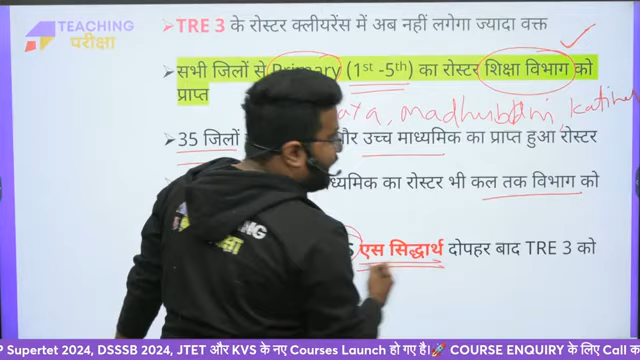 TEACHING
परीक्षा
TRE 3 के रोस्टर क्लीयरेंस में अब नहीं लगेगा ज्यादा वक्त
सभी जिलों से Primary (1st -5th) का रोस्टर शिक्षा विभाग को
प्राप्त
madhubani, katihar
35 जिलों और उच्च माध्यमिक का प्राप्त हुआ रोस्टर
का रोस्टर भी कल तक विभाग को
एस सिद्धार्थ दोपहर बाद TRE 3 को
TEACHING
परीक्षा
P Supertet 2024, DSSSB 2024, JTET और KVS के नए Courses Launch हो गए है।🚀 COURSE ENQUIRY के लिए Call क